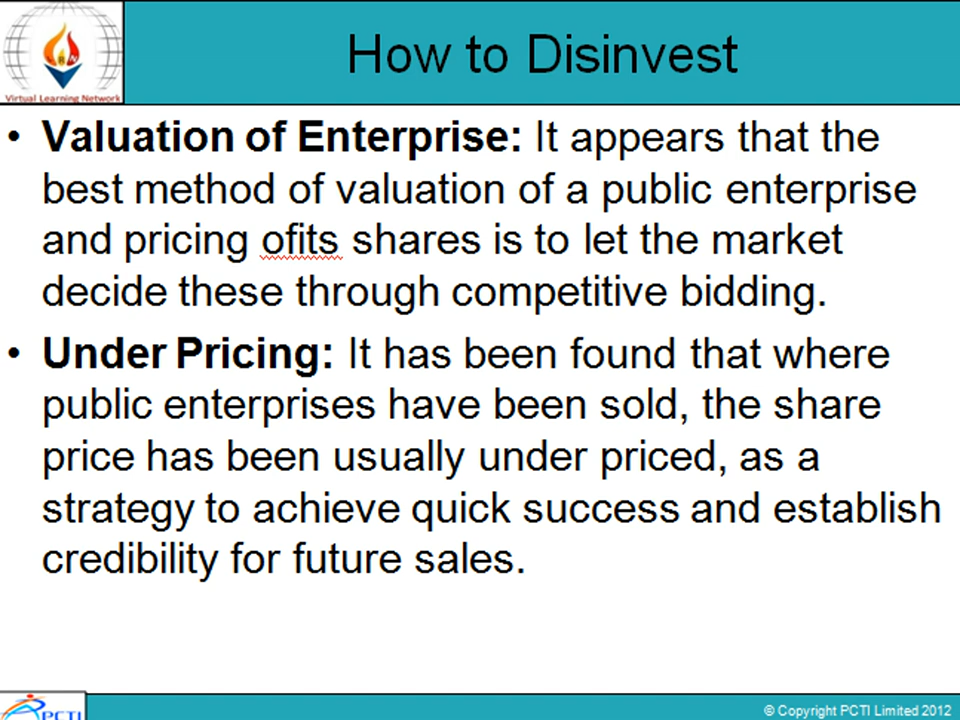 How to Disinvest
Virtual Learning Network
• Valuation of Enterprise: It appears that the
best method of valuation of a public enterprise
and pricing ofits shares is to let the market
decide these through competitive bidding.
• Under Pricing: It has been found that where
public enterprises have been sold, the share
price has been usually under priced, as a
strategy to achieve quick success and establish
credibility for future sales.
PCTI
© Copyright PCTI Limited 2012